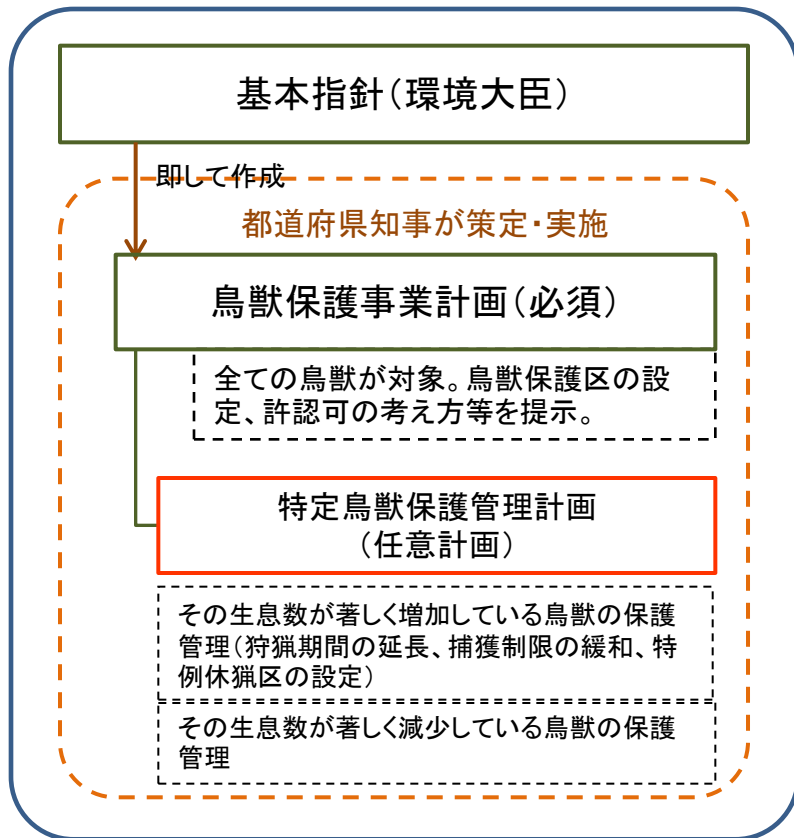 基本指針（環境大臣）
即して作成
都道府県知事が策定・実施
鳥獣保護事業計画（必須）
全ての鳥獣が対象。鳥獣保護区の設
定、許認可の考え方等を提示。
特定鳥獣保護管理計画
（任意計画）
その生息数が著しく増加している鳥獣の保護
管理（狩猟期間の延長、捕獲制限の緩和、特
例休猟区の設定）
その生息数が著しく減少している鳥獣の保護
管理